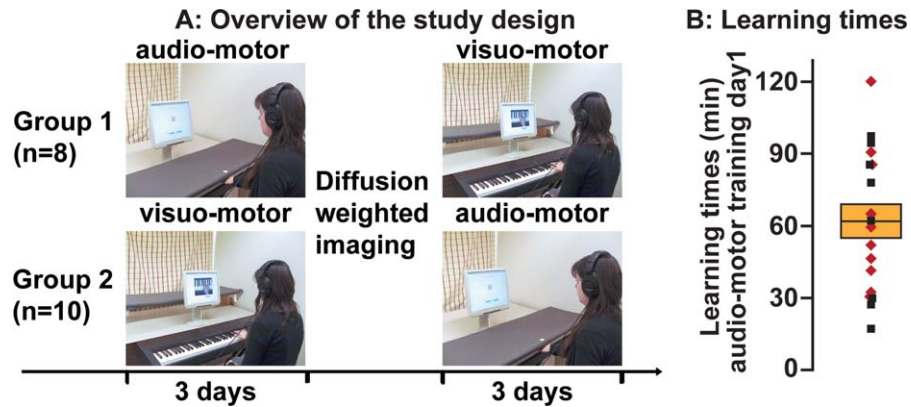 A: Overview of the study design
audio-motor
visuo-motor
Group 1
(n=8)
Diffusion
weighted
imaging
visuo-motor
audio-motor
Group 2
(n=10)
3 days
3 days
B: Learning times
Learning times (min)
audio-motor training day1
120
90
60
30
0